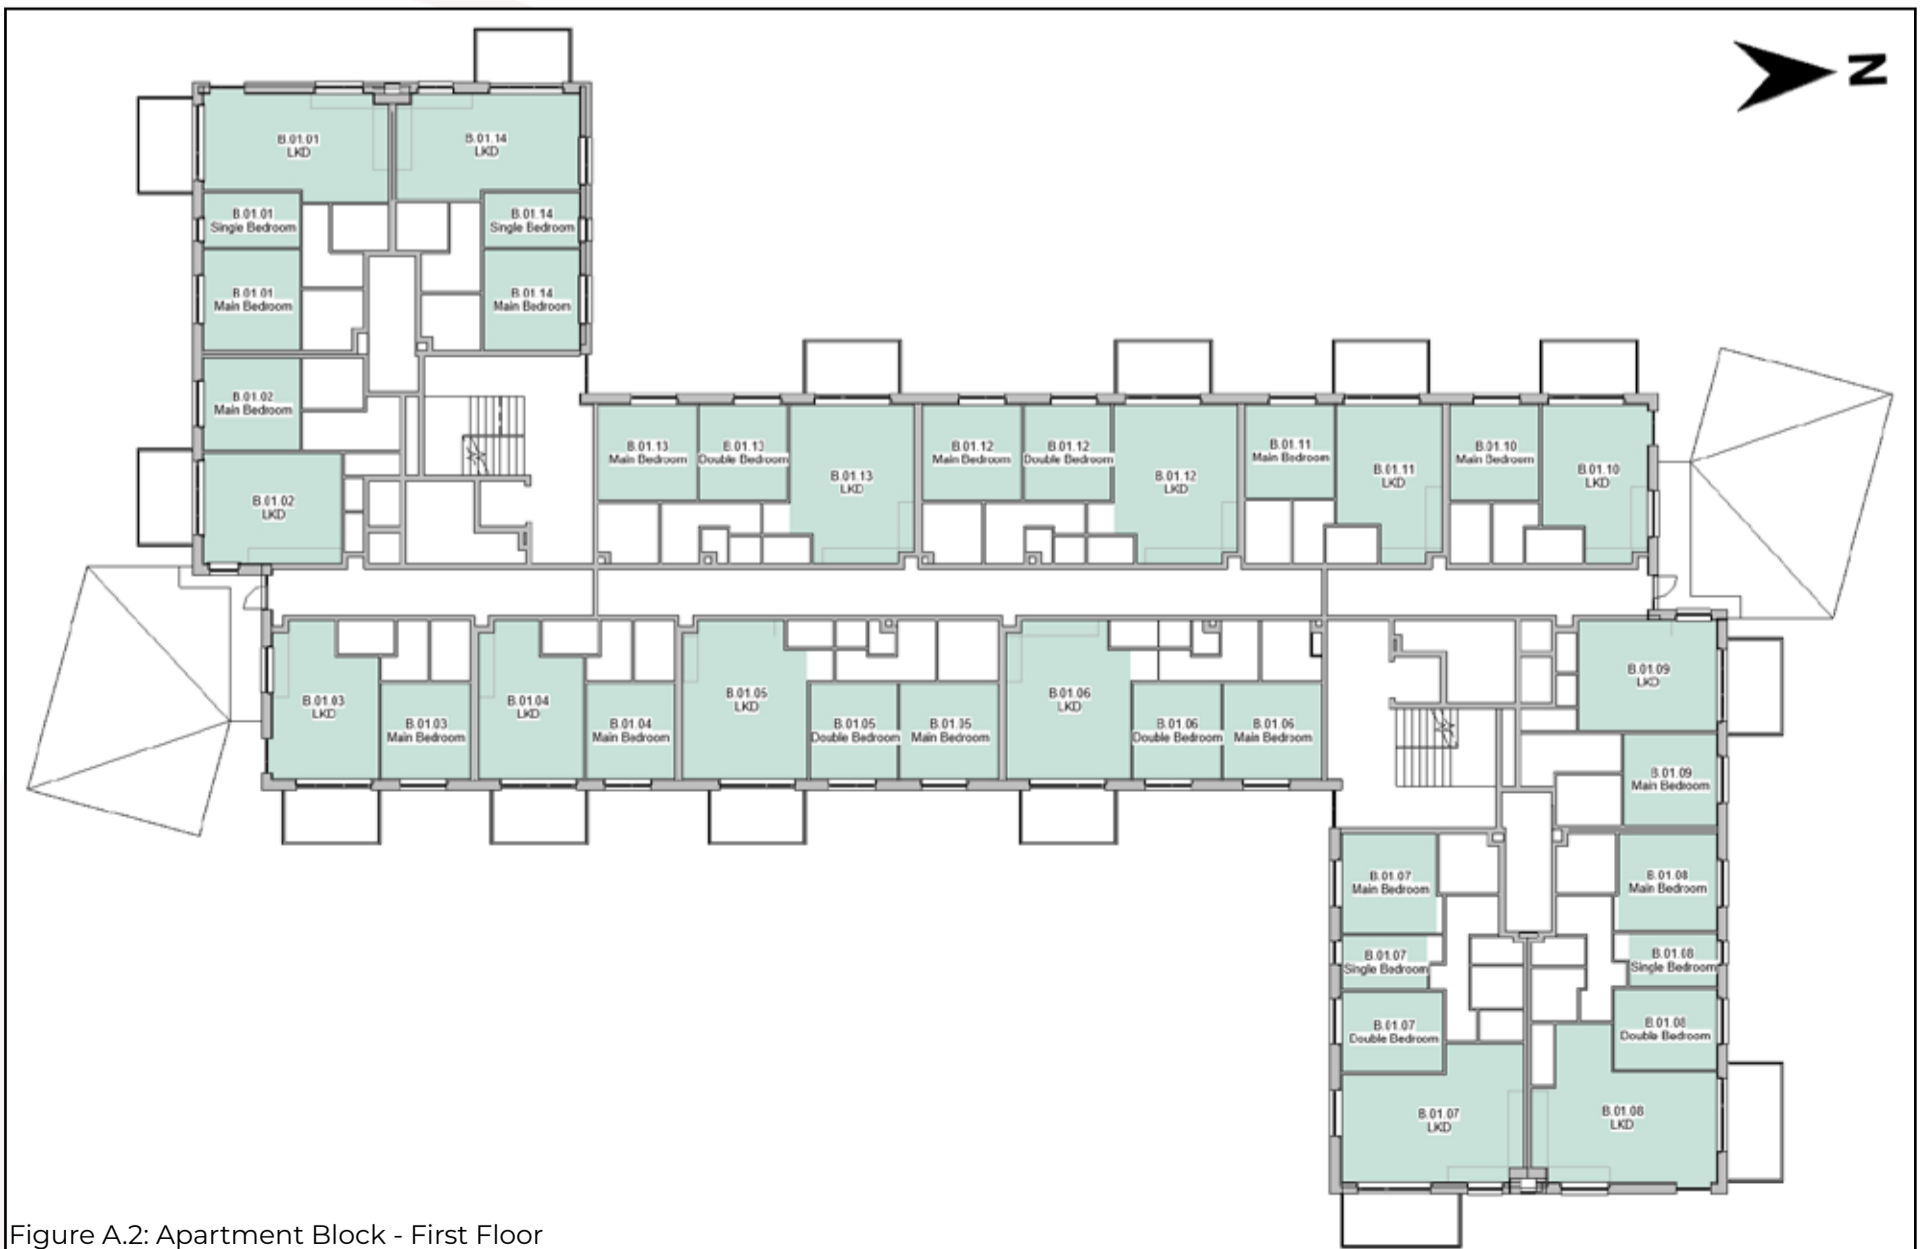 N
B.01.01
LKD
B.01.14
LKD
B.01.01
Single Bedroom
B.01.14
Single Bedroom
B.01.01
Main Bedroom
B.01.14
Main Bedroom
B.01.02
Main Bedroom
B.01.02
LKD
B.01.13
Main Bedroom
B.01.13
Double Bedroom
B.01.13
LKD
B.01.12
Main Bedroom
B.01.12
Double Bedroom
B.01.12
LKD
B.01.11
Main Bedroom
B.01.11
LKD
B.01.10
Main Bedroom
B.01.10
LKD
B.01.03
LKD
B.01.03
Main Bedroom
B.01.04
LKD
B.01.04
Main Bedroom
B.01.05
LKD
B.01.05
Double Bedroom
B.01.05
Main Bedroom
B.01.06
LKD
B.01.06
Double Bedroom
B.01.06
Main Bedroom
B.01.09
LKD
B.01.09
Main Bedroom
B.01.07
Main Bedroom
B.01.08
Main Bedroom
B.01.07
Single Bedroom
B.01.08
Single Bedroom
B.01.07
Double Bedroom
B.01.08
Double Bedroom
B.01.07
LKD
B.01.08
LKD
Figure A.2: Apartment Block - First Floor